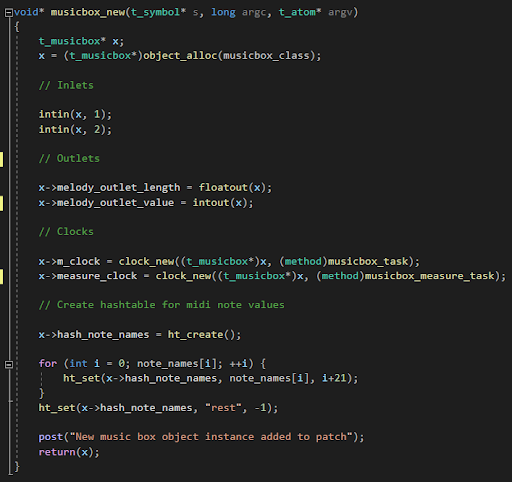 void* musicbox_new(t_symbol* s, long argc, t_atom* argv)
{
t_musicbox* x;
x = (t_musicbox*)object_alloc(musicbox_class);
// Inlets
intin(x, 1);
intin(x, 2);
// Outlets
x->melody_outlet_length = floatout(x);
x->melody_outlet_value = intout(x);
// Clocks
x->m_clock = clock_new((t_musicbox*)x, (method)musicbox_task);
x->measure_clock = clock_new((t_musicbox*)x, (method)musicbox_measure_task);
// Create hashtable for midi note values
x->hash_note_names = ht_create();
for (int i = 0; note_names[i]; ++i) {
ht_set(x->hash_note_names, note_names[i], i+21);
}
ht_set(x->hash_note_names, "rest", -1);
post("New music box object instance added to patch");
return(x);
}